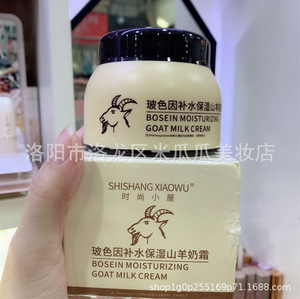 玻色因补水保湿山羊奶霜
BOSEIN MOISTURIZING
GOAT MILK CREAM
洛阳市洛龙区米瓜瓜美妆店
SHISHANG XIAOWU
时尚小屋
玻色因补水保湿山羊奶霜
BOSEIN MOISTURIZING
GOAT MILK CREAM
shop1g0p255169p71.1688.com